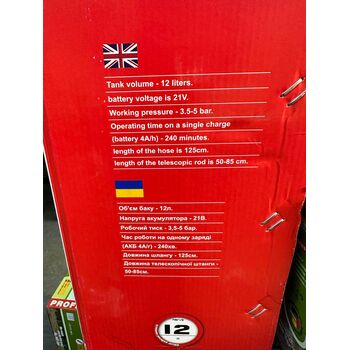 Tank volume - 12 liters.
battery voltage is 21V.
Working pressure - 3.5-5 bar.
Operating time on a single charge
(battery 4A/h) - 240 minutes.
length of the hose is 125cm.
length of the telescopic rod is 50-85 cm.
Об'єм баку - 12л.
Напруга акумулятора - 21В.
Робочий тиск - 3,5-5 бар.
Час роботи на одному заряді
(АКБ 4А/г) - 240хв.
Довжина шлангу - 125см.
Довжина телескопічної штанги -
50-85см.
PROF
12